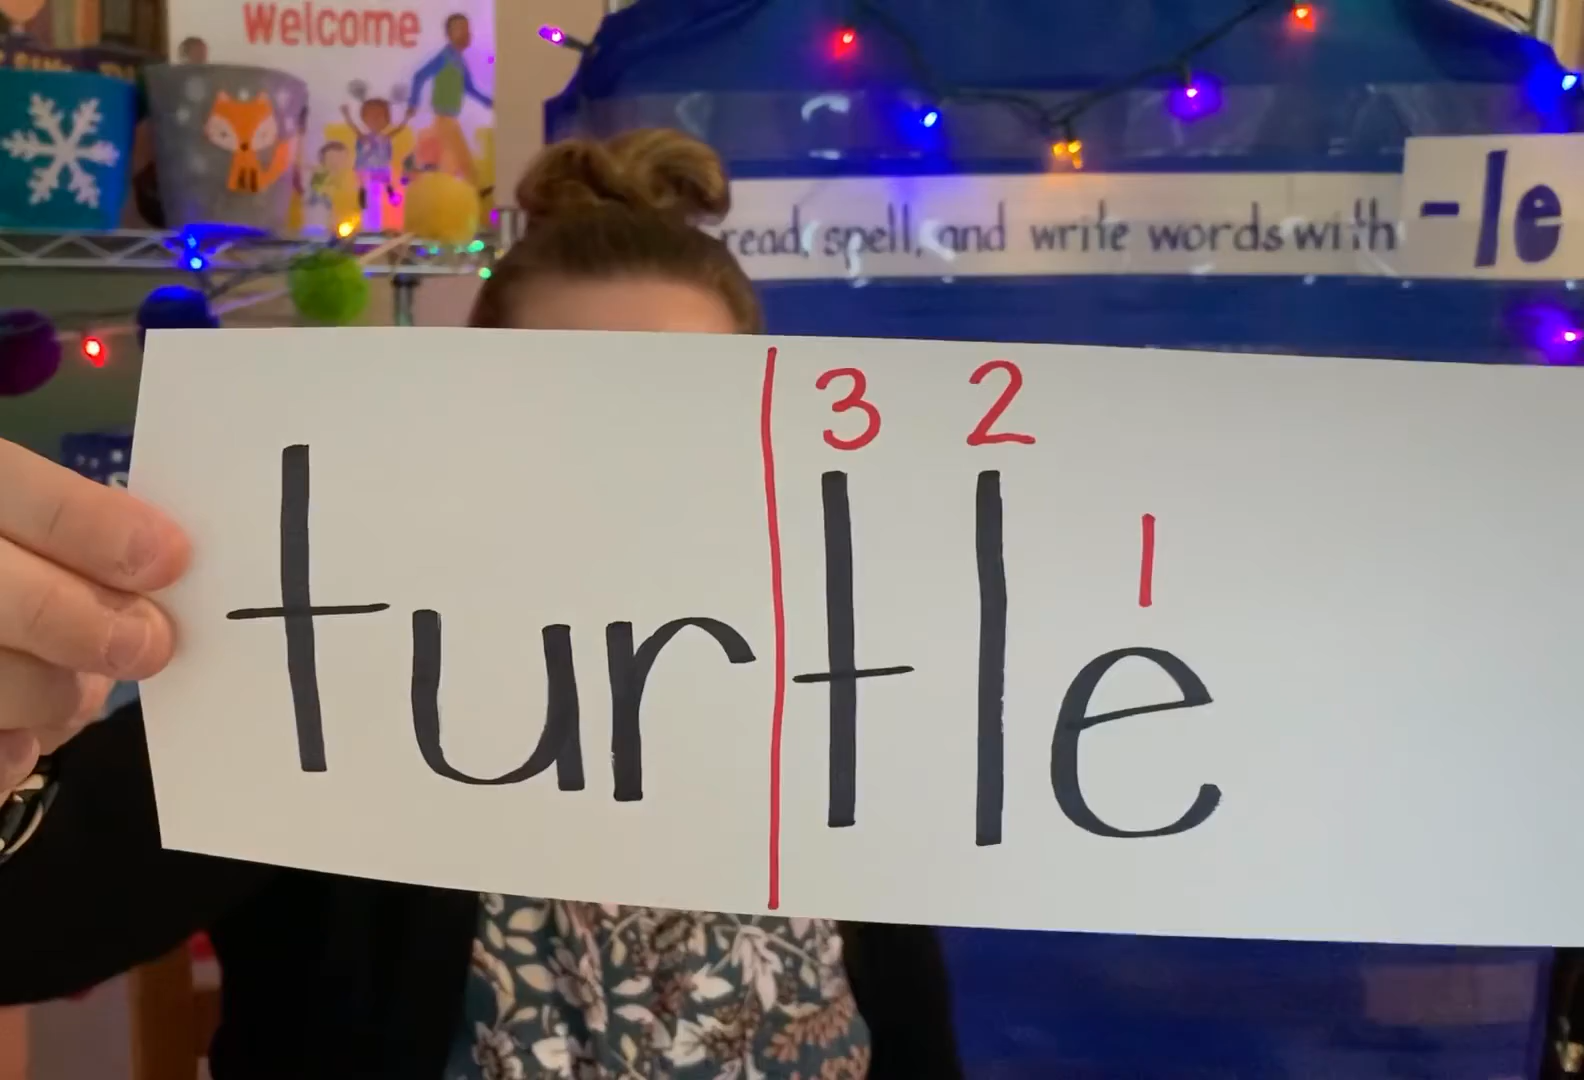 Welcome
read, spell, and write words with -le
3 2
1
turtle